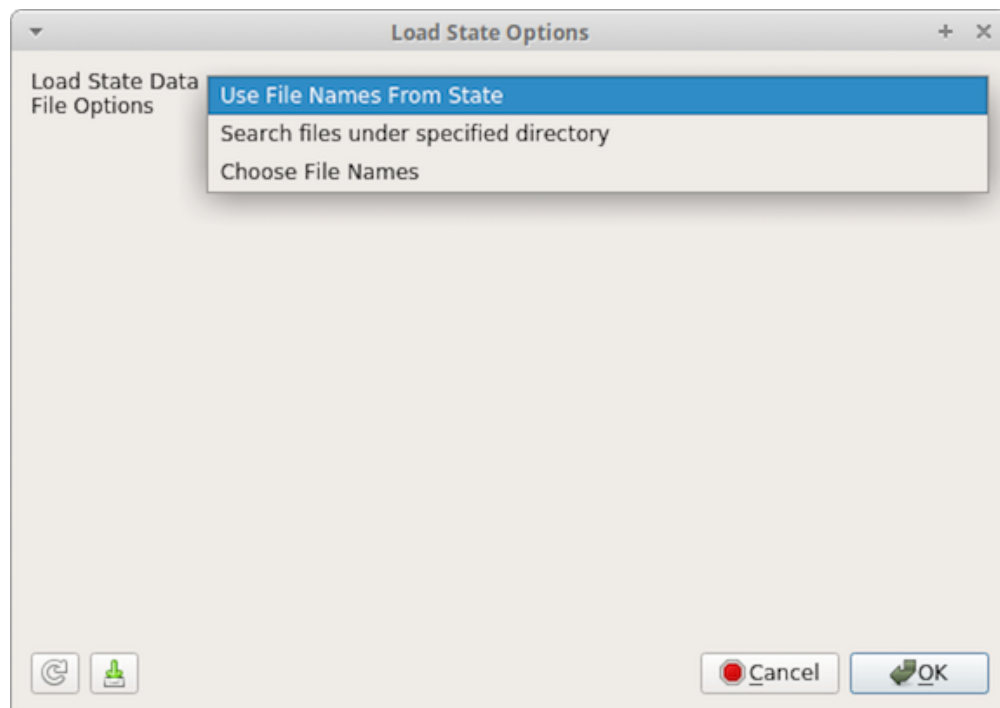 Load State Options
Load State Data
File Options
Use File Names From State
Search files under specified directory
Choose File Names
Cancel
OK